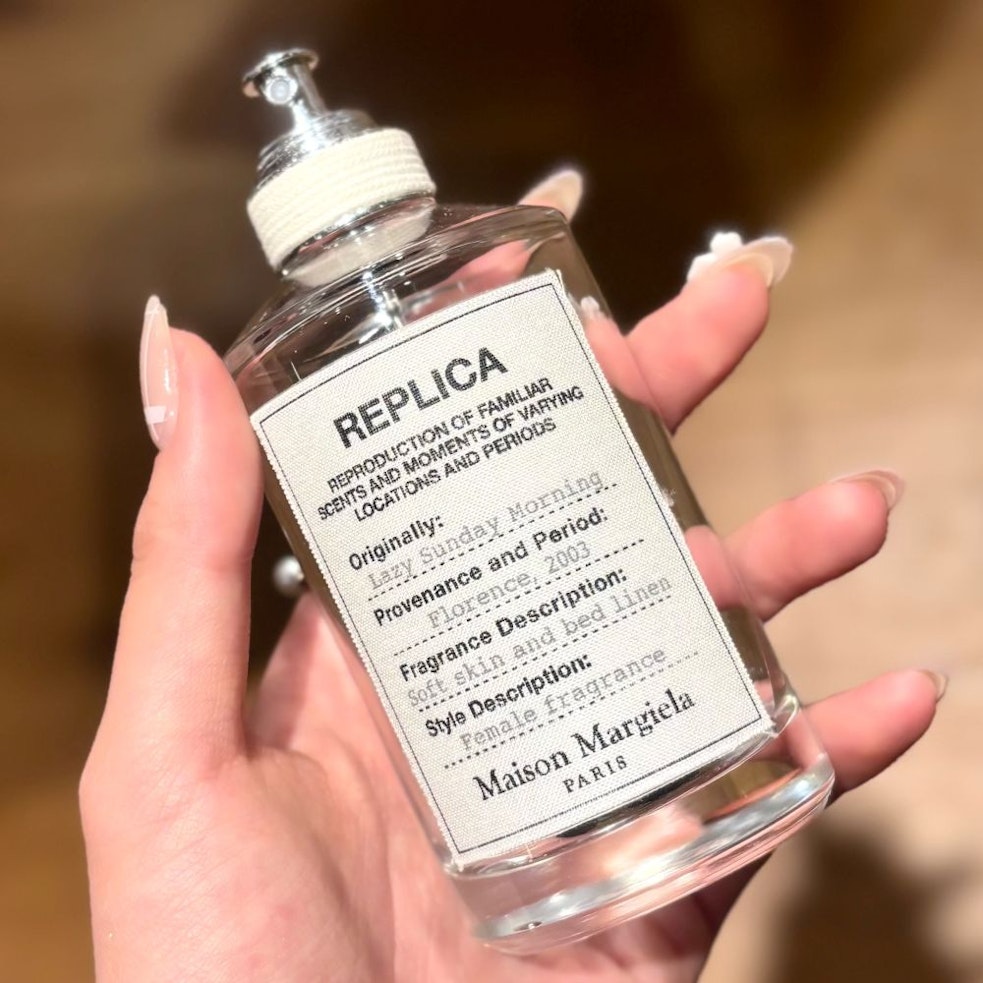 REPLICA
REPRODUCTION OF FAMILIAR
SCENTS AND MOMENTS OF VARYING
LOCATIONS AND PERIODS
Originally:
Lazy Sunday Morning
Provenance and Period:
Florence, 2003
Fragrance Description:
Soft skin and bed linen
Style Description:
Female fragrance
Maison Margiela
PARIS